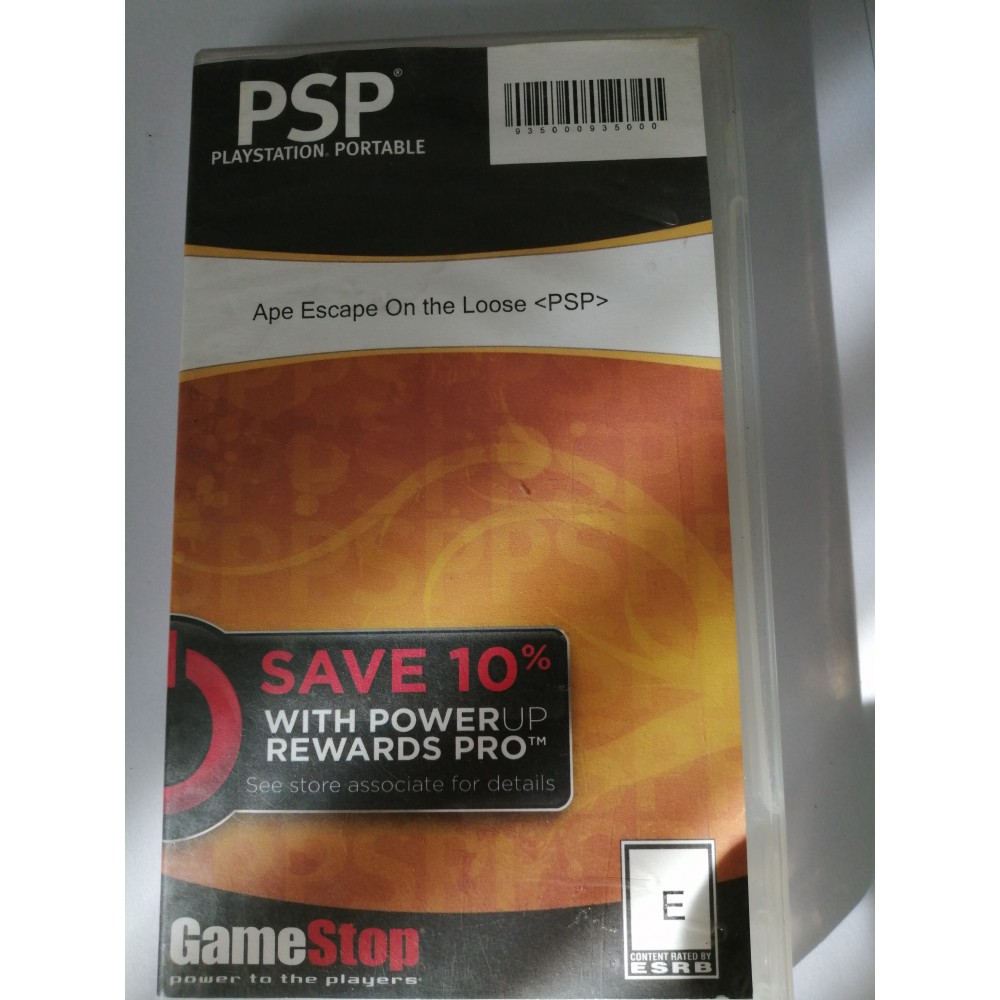 PSP®
PLAYSTATION® PORTABLE
935000935000
Ape Escape On the Loose <PSP>
SAVE 10%
WITH POWERUP
REWARDS PRO™
See store associate for details
E
CONTENT RATED BY
ESRB
GameStop
power to the players®